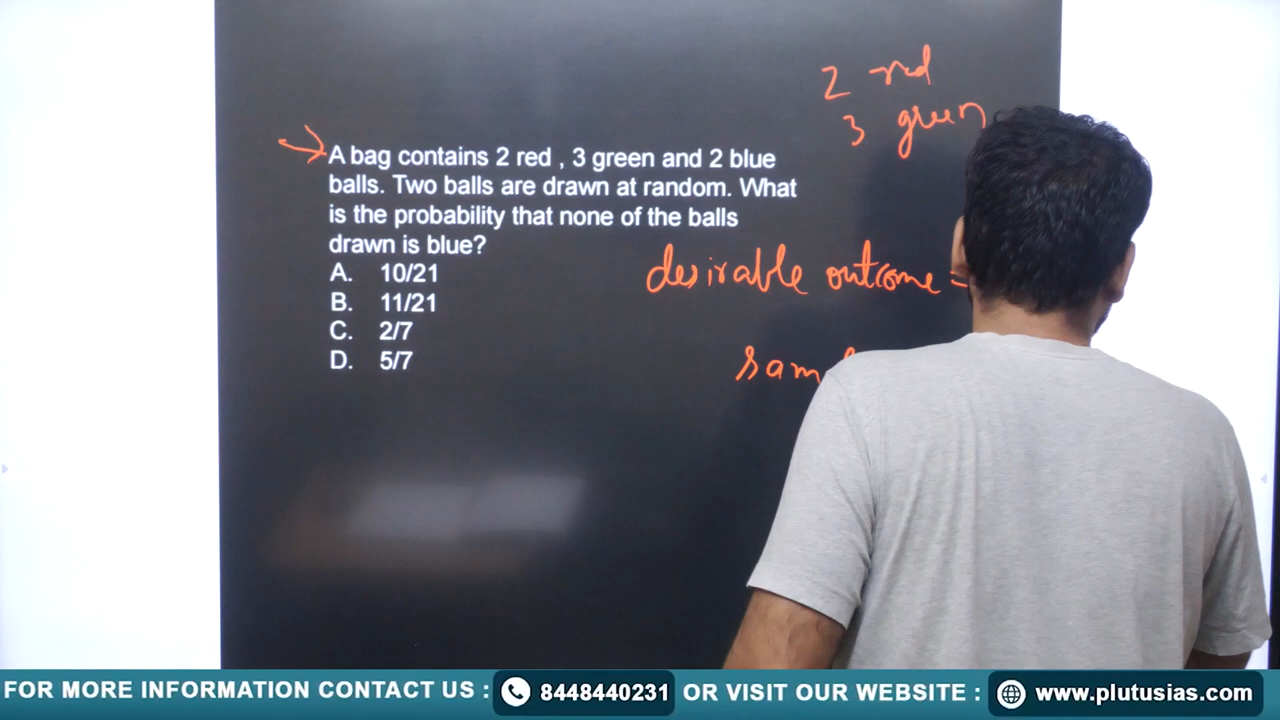 2 red
3 green
A bag contains 2 red , 3 green and 2 blue
balls. Two balls are drawn at random. What
is the probability that none of the balls
drawn is blue?
A. 10/21
B. 11/21
C. 2/7
D. 5/7
desirable outcome =
FOR MORE INFORMATION CONTACT US : 8448440231 OR VISIT OUR WEBSITE : www.plutusias.com